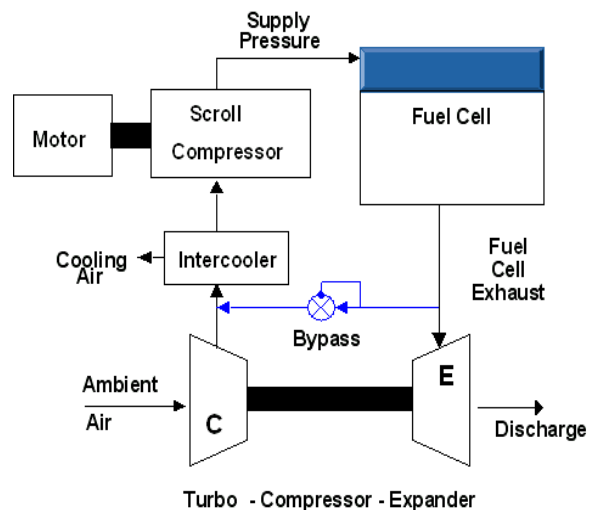 Supply
Pressure
Motor
Scroll
Compressor
Fuel Cell
Cooling
Air
Intercooler
Fuel
Cell
Exhaust
Bypass
Ambient
Air
C
E
Discharge
Turbo - Compressor - Expander